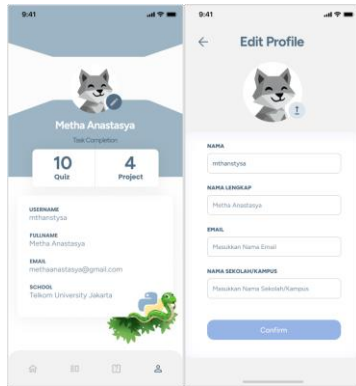 9:41
Metha
Anastasya
Task Completion
10
Quiz
4
Project
USERNAME
mthanstysa
FULLNAME
Metha Anastasya
EMAIL
methaanastasya@gmail.com
SCHOOL
Telkom University Jakarta
9:41
Edit Profile
NAMA
mthanstysa
NAMA LENGKAP
Metha Anastasya
EMAIL
Masukkan Nama Email
NAMA SEKOLAH/KAMPUS
Masukkan Nama Sekolah/Kampus
Confirm